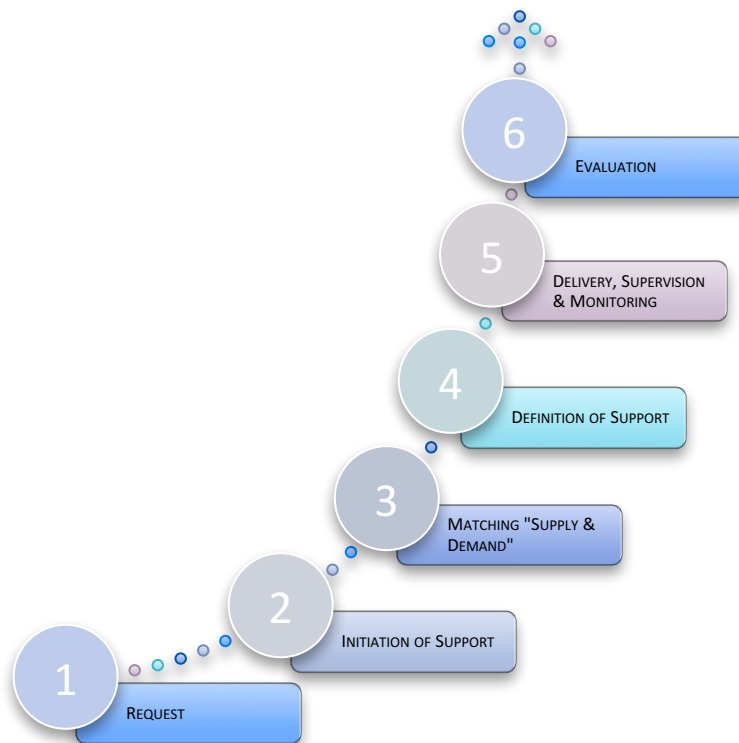 6
EVALUATION
5
DELIVERY, SUPERVISION
& MONITORING
4
DEFINITION OF SUPPORT
3
MATCHING "SUPPLY &
DEMAND"
2
INITIATION OF SUPPORT
1
REQUEST